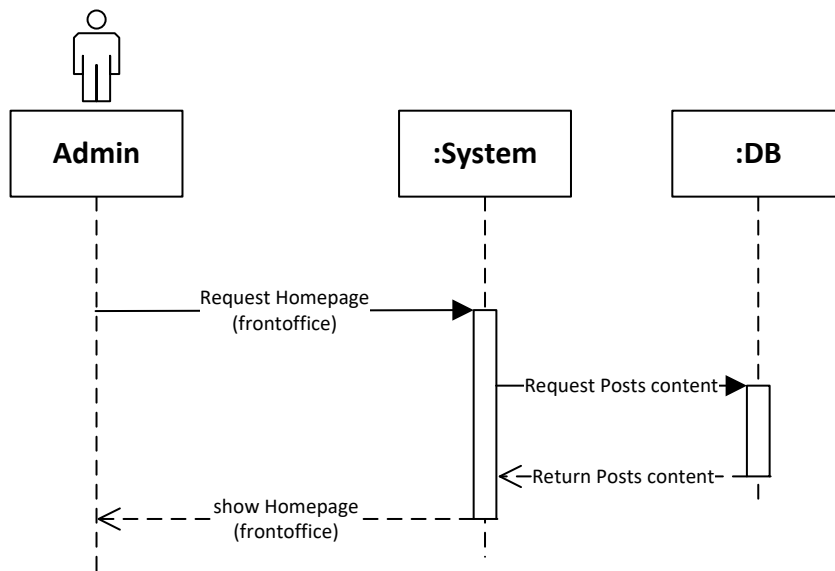 Admin
:System
:DB
Request Homepage
(frontoffice)
Request Posts content
Return Posts content
show Homepage
(frontoffice)